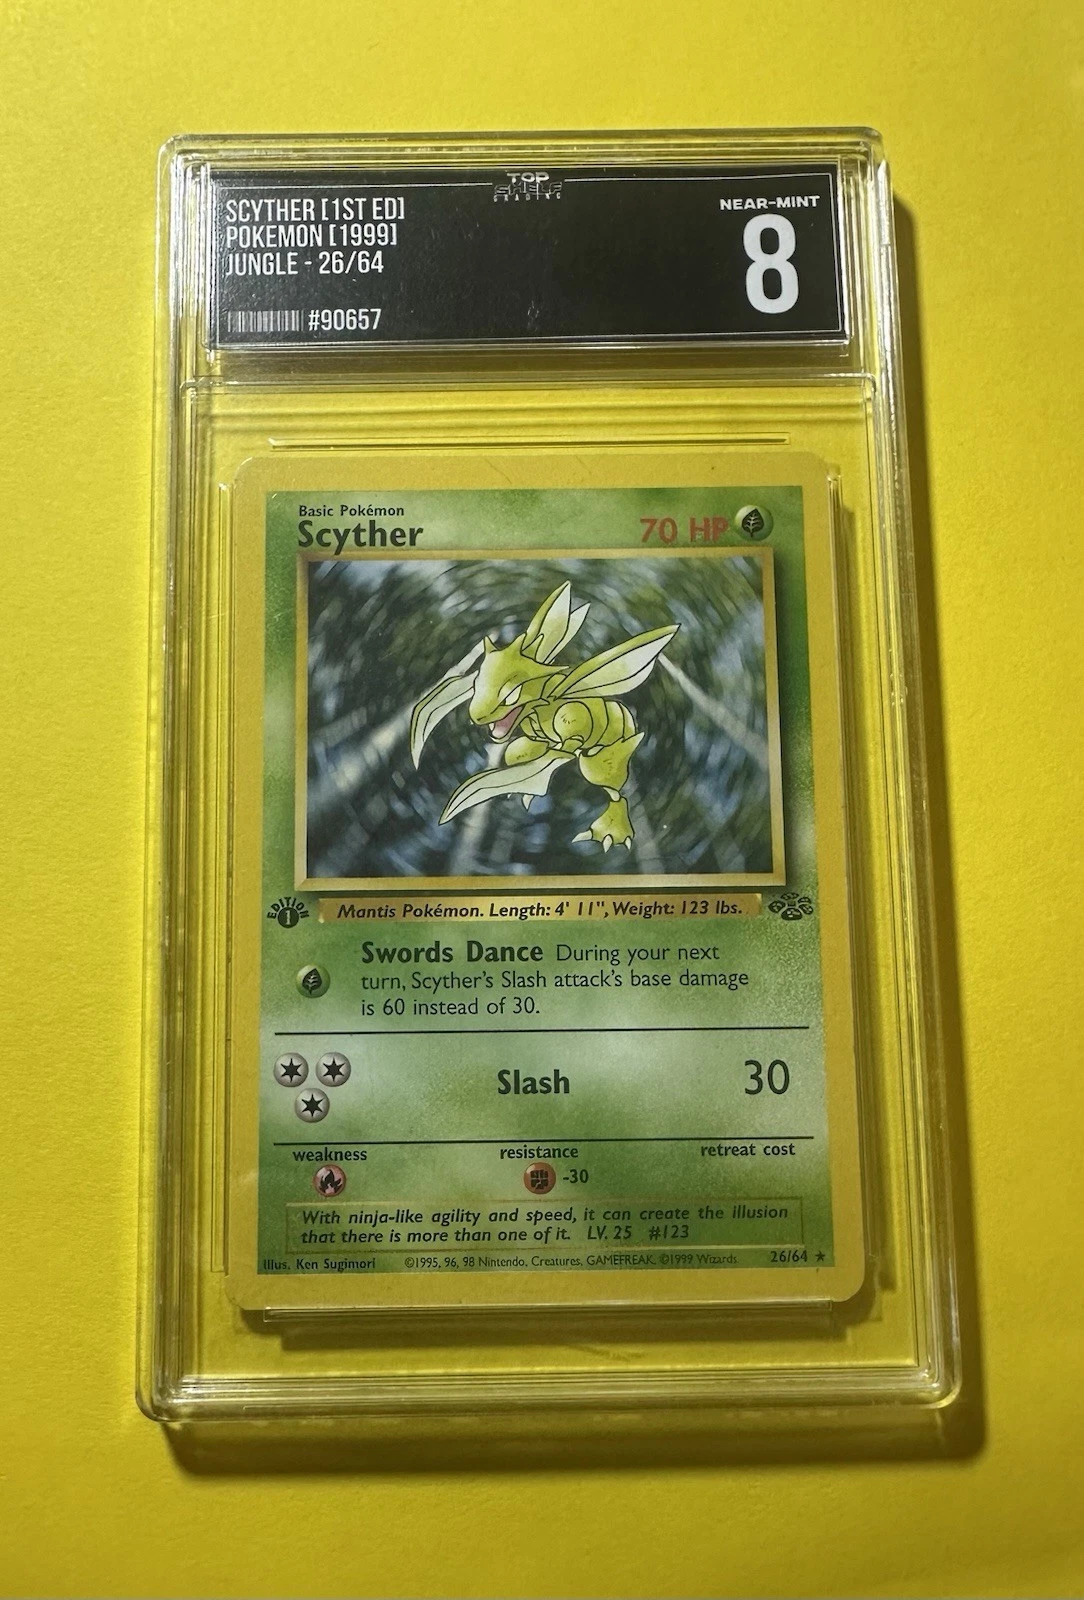 TOP
SHELF
GRADING
SCYTHER [1ST ED]
POKEMON [1999]
JUNGLE - 26/64
#90657
NEAR-MINT
8
Basic Pokémon
Scyther
70 HP
EDITION
1
Mantis Pokémon. Length: 4' 11", Weight: 123 lbs.
Swords Dance During your next
turn, Scyther's Slash attack's base damage
is 60 instead of 30.
Slash 30
weakness resistance retreat cost
-30
With ninja-like agility and speed, it can create the illusion
that there is more than one of it. LV. 25 #123
Illus. Ken Sugimori ©1995, 96, 98 Nintendo, Creatures, GAMEFREAK. ©1999 Wizards. 26/64 ★